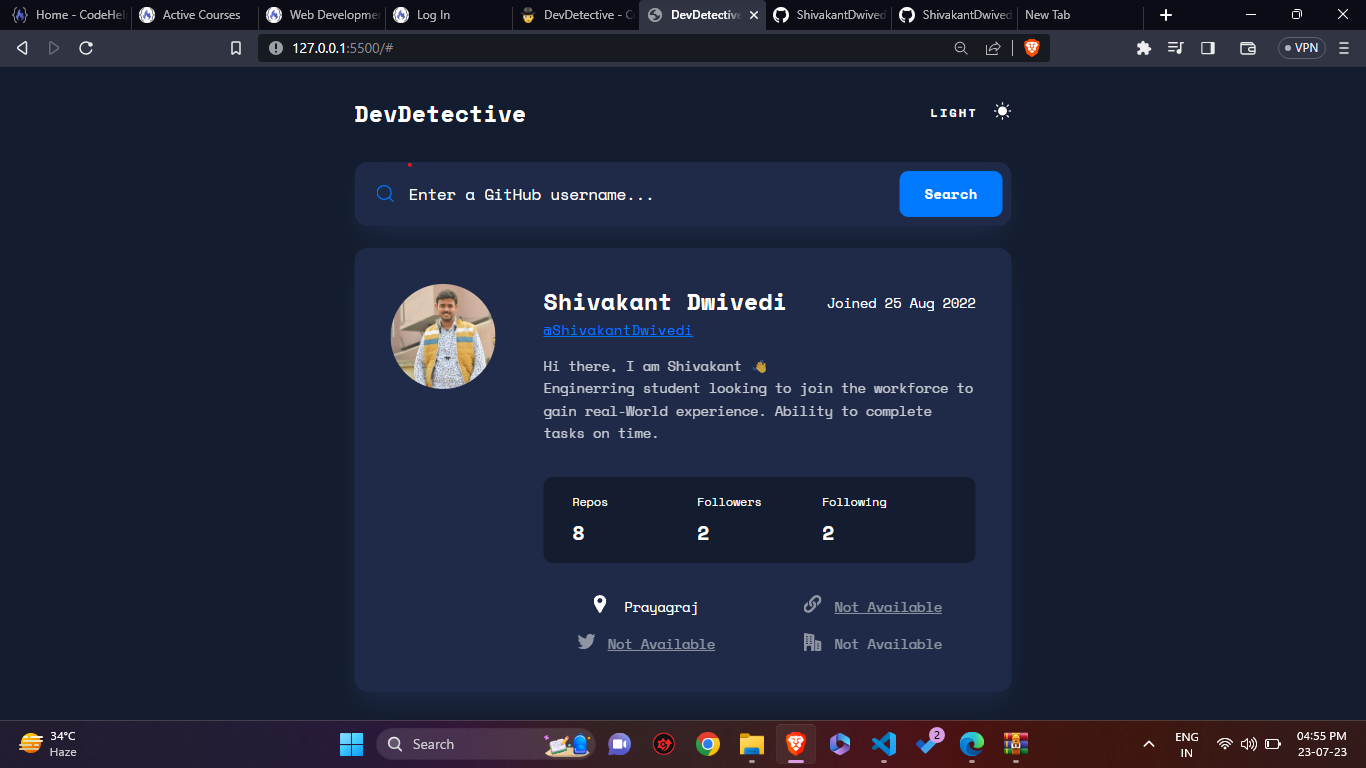 Home - CodeHel
Active Courses
Web Developme
Log In
DevDetective - Co
DevDetective
ShivakantDwived
ShivakantDwived
New Tab
127.0.0.1:5500/#
VPN
DevDetective
LIGHT
Enter a GitHub username...
Search
Shivakant Dwivedi
Joined 25 Aug 2022
@ShivakantDwivedi
Hi there, I am Shivakant 👋
Enginerring student looking to join the workforce to
gain real-World experience. Ability to complete
tasks on time.
Repos
Followers
Following
8
2
2
Prayagraj
Not Available
Not Available
Not Available
34°C
Haze
Search
2
ENG
IN
04:55 PM
23-07-23